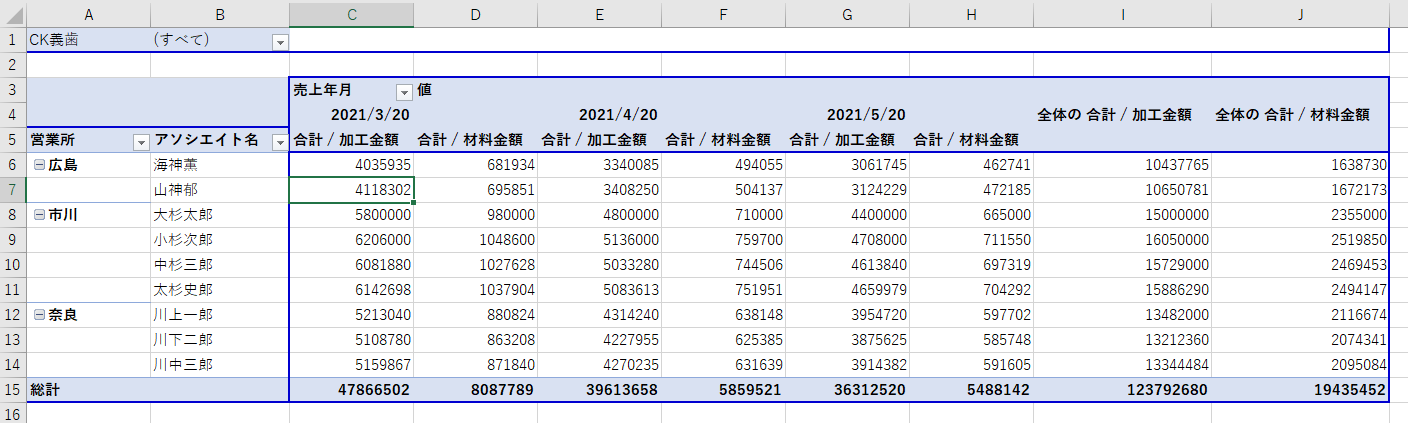 A B C D E F G H I J
1 CK義歯 (すべて)
2
3 売上年月 値
4 2021/3/20 2021/4/20 2021/5/20 全体の 合計 / 加工金額 全体の 合計 / 材料金額
5 営業所 アソシエイト名 合計 / 加工金額 合計 / 材料金額 合計 / 加工金額 合計 / 材料金額 合計 / 加工金額 合計 / 材料金額
6 広島 海神薫 4035935 681934 3340085 494055 3061745 462741 10437765 1638730
7 山神郁 4118302 695851 3408250 504137 3124229 472185 10650781 1672173
8 市川 大杉太郎 5800000 980000 4800000 710000 4400000 665000 15000000 2355000
9 小杉次郎 6206000 1048600 5136000 759700 4708000 711550 16050000 2519850
10 中杉三郎 6081880 1027628 5033280 744506 4613840 697319 15729000 2469453
11 太杉史郎 6142698 1037904 5083613 751951 4659979 704292 15886290 2494147
12 奈良 川上一郎 5213040 880824 4314240 638148 3954720 597702 13482000 2116674
13 川下二郎 5108780 863208 4227955 625385 3875625 585748 13212360 2074341
14 川中三郎 5159867 871840 4270235 631639 3914382 591605 13344484 2095084
15 総計 47866502 8087789 39613658 5859521 36312520 5488142 123792680 19435452
16